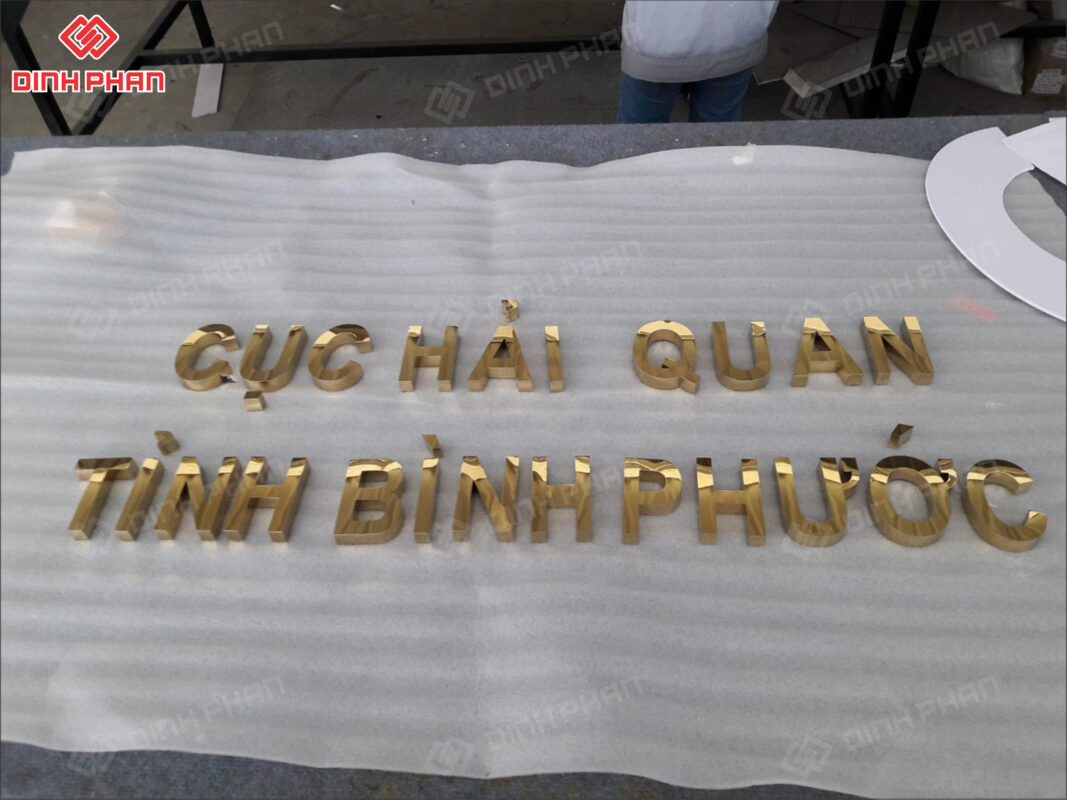 DINH PHAN
CỤC HẢI QUAN
TỈNH BÌNH PHƯỚC